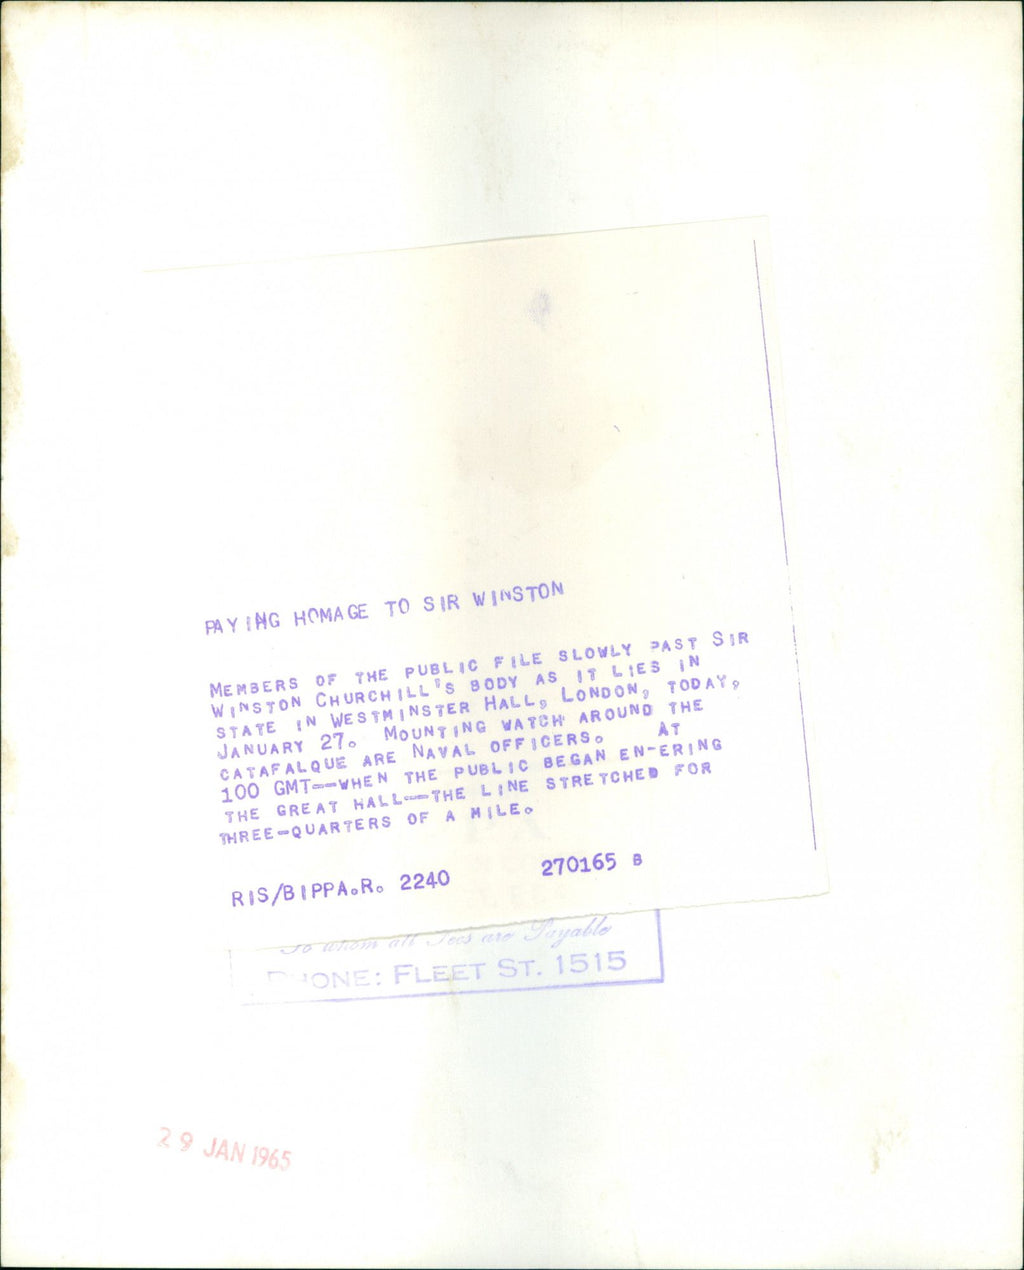 PAYING HOMAGE TO SIR WINSTON
MEMBERS OF THE PUBLIC FILE SLOWLY PAST SIR
WINSTON CHURCHILL'S BODY AS IT LIES IN
STATE IN WESTMINSTER HALL, LONDON, TODAY,
JANUARY 27. MOUNTING WATCH AROUND THE
CATAFALQUE ARE NAVAL OFFICERS. AT
100 GMT--WHEN THE PUBLIC BEGAN EN-ERING
THE GREAT HALL--THE LINE STRETCHED FOR
THREE-QUARTERS OF A MILE.
RIS/BIPPA.R. 2240 270165 B
To whom all Fees are Payable
PHONE: FLEET ST. 1515
29 JAN 1965